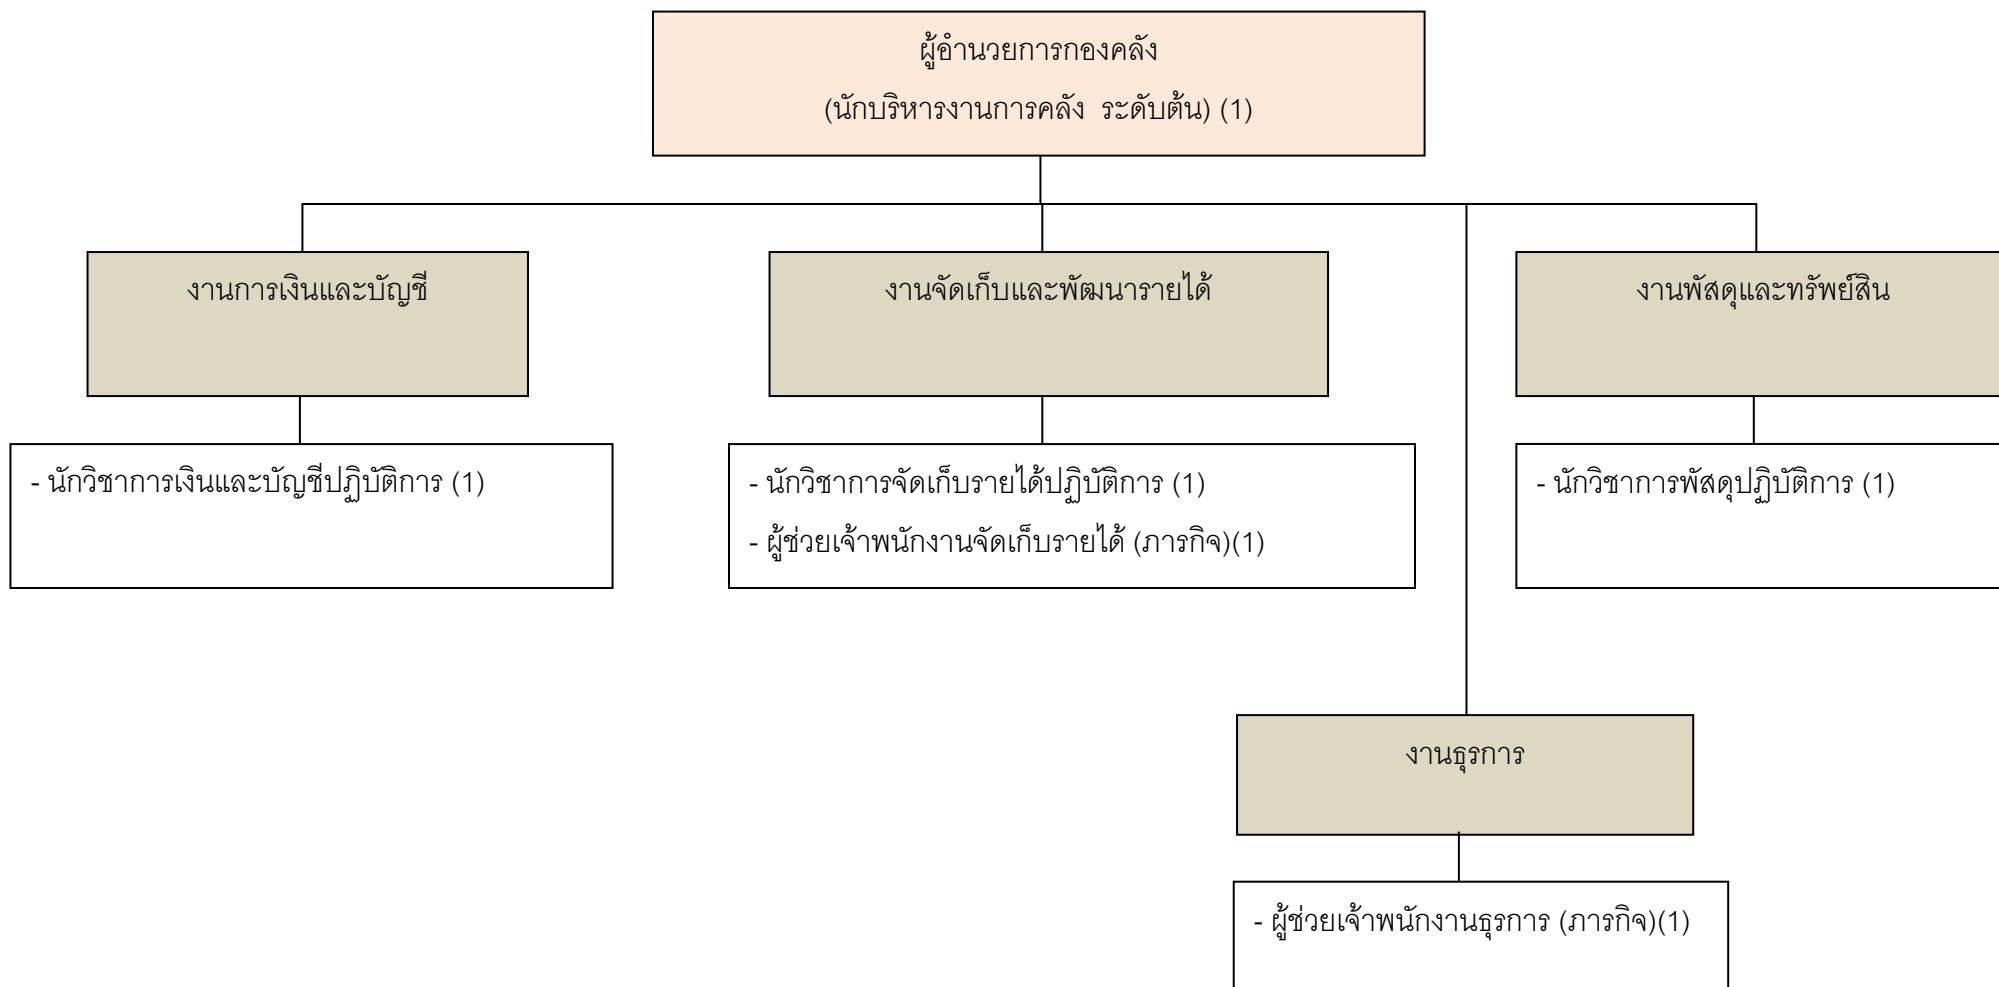 ผู้อำนวยการกองคลัง
(นักบริหารงานการคลัง ระดับต้น) (1)
งานการเงินและบัญชี
งานจัดเก็บและพัฒนารายได้
งานพัสดุและทรัพย์สิน
- นักวิชาการเงินและบัญชีปฏิบัติการ (1)
- นักวิชาการจัดเก็บรายได้ปฏิบัติการ (1)
- ผู้ช่วยเจ้าพนักงานจัดเก็บรายได้ (ภารกิจ)(1)
- นักวิชาการพัสดุปฏิบัติการ (1)
งานธุรการ
- ผู้ช่วยเจ้าพนักงานธุรการ (ภารกิจ)(1)